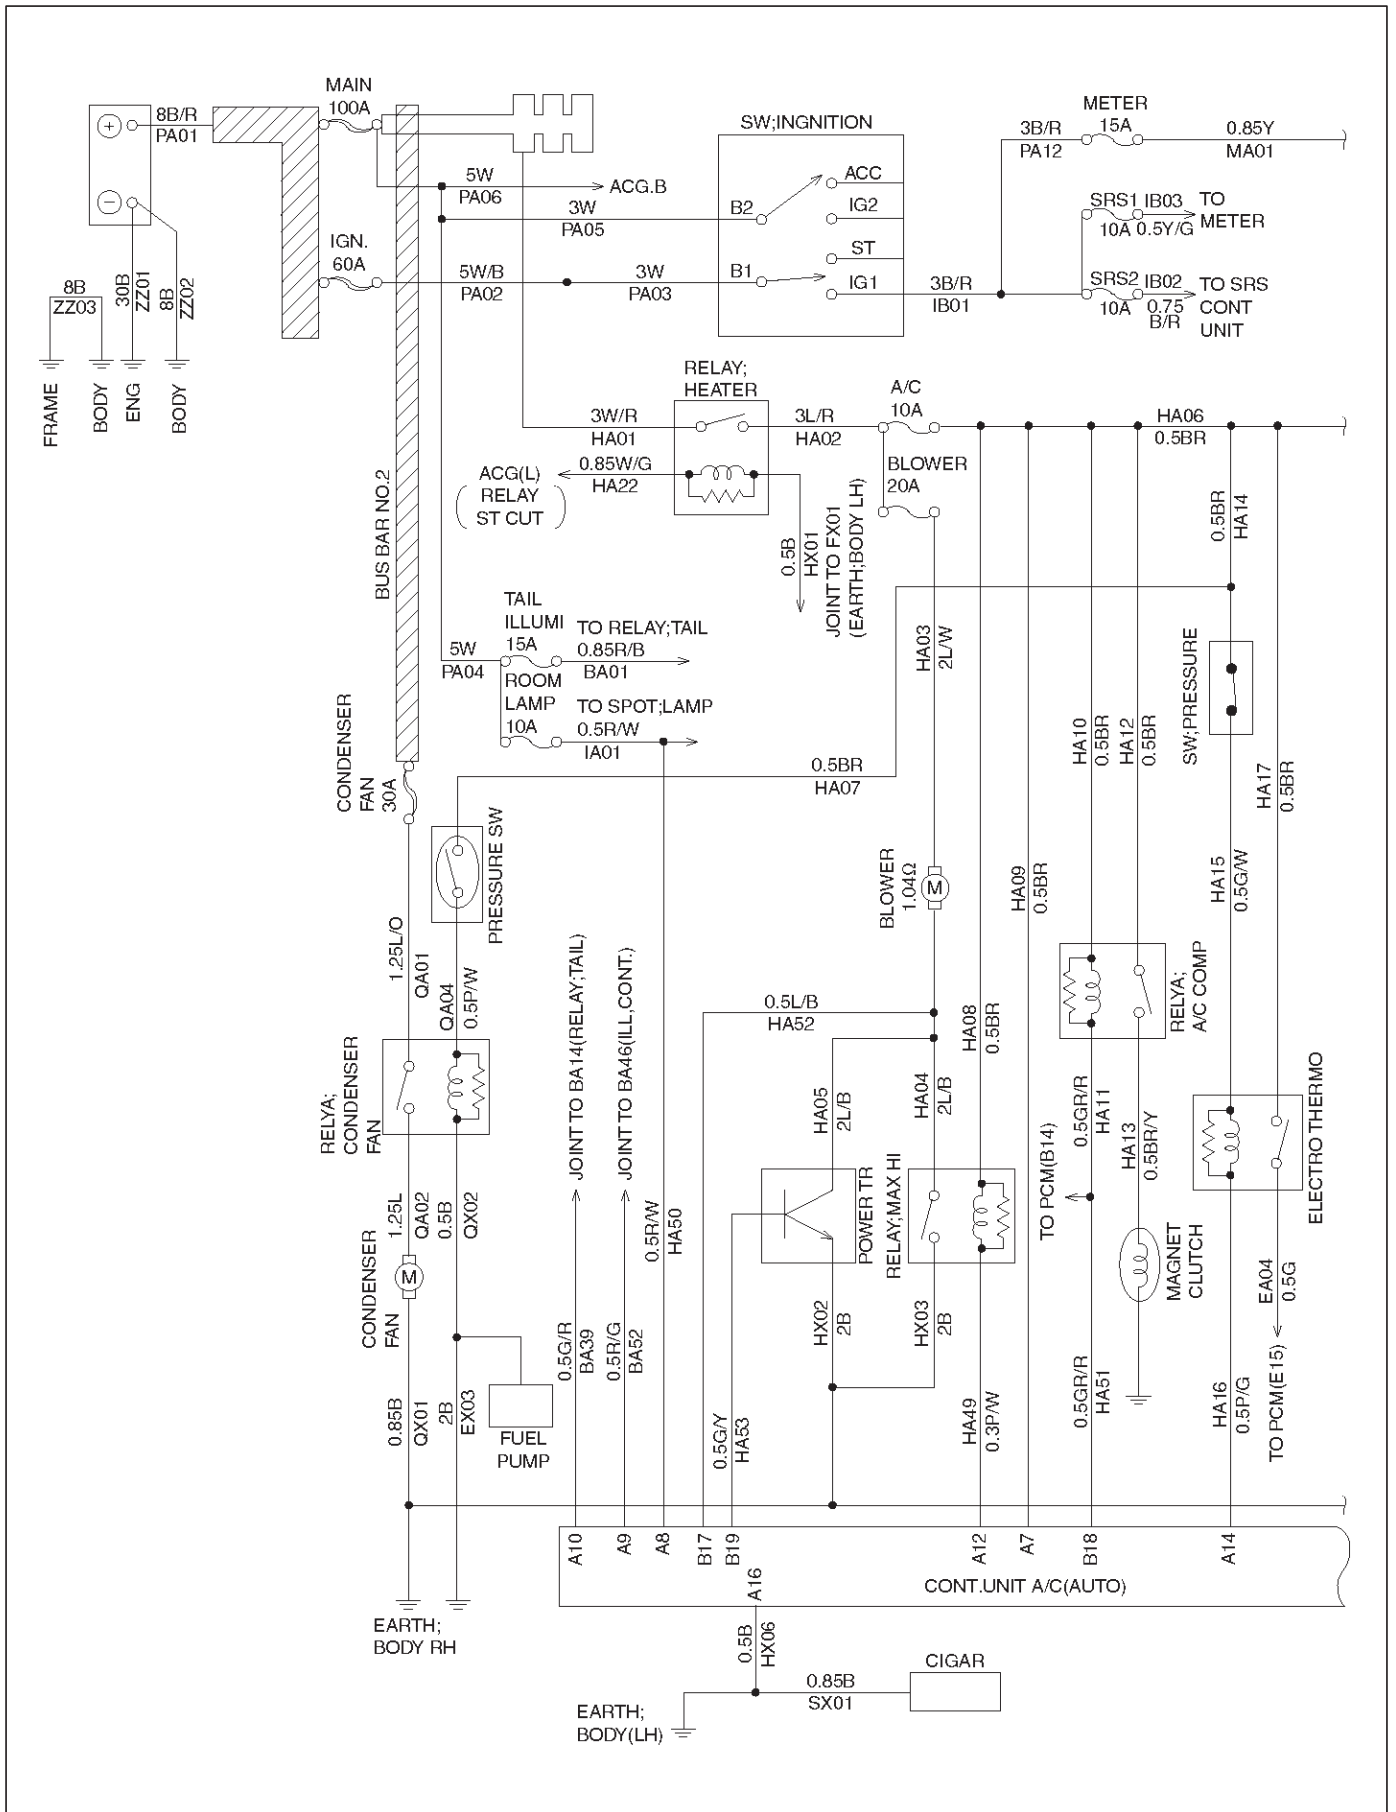 MAIN
100A
8B/R
PA01
+
−
8B
ZZ03
30B
ZZ01
8B
ZZ02
FRAME
BODY
ENG
BODY
IGN.
60A
5W
PA06
ACG.B
3W
PA05
5W/B
PA02
3W
PA03
SW;INGNITION
B2
B1
ACC
IG2
ST
IG1
3B/R
IB01
3B/R
PA12
METER
15A
0.85Y
MA01
SRS1
10A
IB03
0.5Y/G
TO
METER
SRS2
10A
IB02
0.75
B/R
TO SRS
CONT
UNIT
BUS BAR NO.2
RELAY;
HEATER
3W/R
HA01
3L/R
HA02
A/C
10A
BLOWER
20A
HA06
0.5BR
ACG(L)
RELAY
ST CUT
0.85W/G
HA22
0.5B
HX01
JOINT TO FX01
(EARTH;BODY LH)
0.5BR
HA14
5W
PA04
TAIL
ILLUMI
15A
TO RELAY;TAIL
0.85R/B
BA01
ROOM
LAMP
10A
TO SPOT;LAMP
0.5R/W
IA01
HA03
2L/W
SW;PRESSURE
CONDENSER
FAN
30A
0.5BR
HA07
HA10
0.5BR
HA12
0.5BR
HA17
0.5BR
PRESSURE SW
BLOWER
1.04Ω
M
HA09
0.5BR
HA15
0.5G/W
1.25L/O
QA01
QA04
0.5P/W
JOINT TO BA14(RELAY;TAIL)
JOINT TO BA46(ILL,CONT.)
0.5L/B
HA52
HA08
0.5BR
RELYA;
A/C COMP
RELYA;
CONDENSER
FAN
HA05
2L/B
HA04
2L/B
0.5GR/R
HA11
HA13
0.5BR/Y
ELECTRO THERMO
1.25L
QA02
0.5B
QX02
0.5R/W
HA50
POWER TR
RELAY;MAX HI
TO PCM(B14)
MAGNET
CLUTCH
EA04
0.5G
CONDENSER
FAN
M
0.5G/R
BA39
0.5R/G
BA52
HX02
2B
HX03
2B
TO PCM(E15)
0.85B
QX01
2B
EX03
FUEL
PUMP
0.5G/Y
HA53
HA49
0.3P/W
0.5GR/R
HA51
HA16
0.5P/G
A10
A9
A8
B17
B19
A12
A7
B18
A14
A16
CONT.UNIT A/C(AUTO)
EARTH;
BODY RH
0.5B
HX06
0.85B
SX01
CIGAR
EARTH;
BODY(LH)